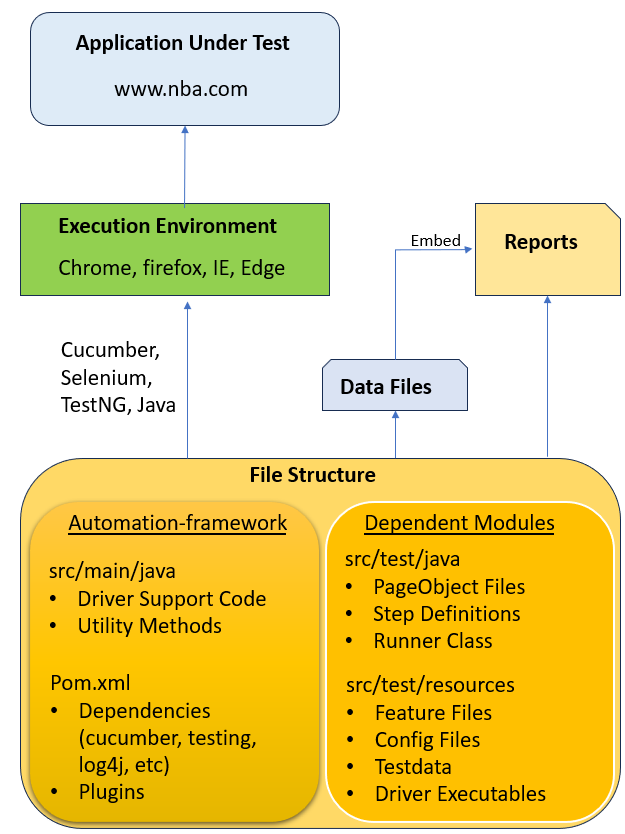 Application Under Test
www.nba.com
Execution Environment
Chrome, firefox, IE, Edge
Embed
Reports
Cucumber,
Selenium,
TestNG, Java
Data Files
File Structure
Automation-framework
src/main/java
• Driver Support Code
• Utility Methods
Pom.xml
• Dependencies
(cucumber, testing,
log4j, etc)
• Plugins
Dependent Modules
src/test/java
• PageObject Files
• Step Definitions
• Runner Class
src/test/resources
• Feature Files
• Config Files
• Testdata
• Driver Executables